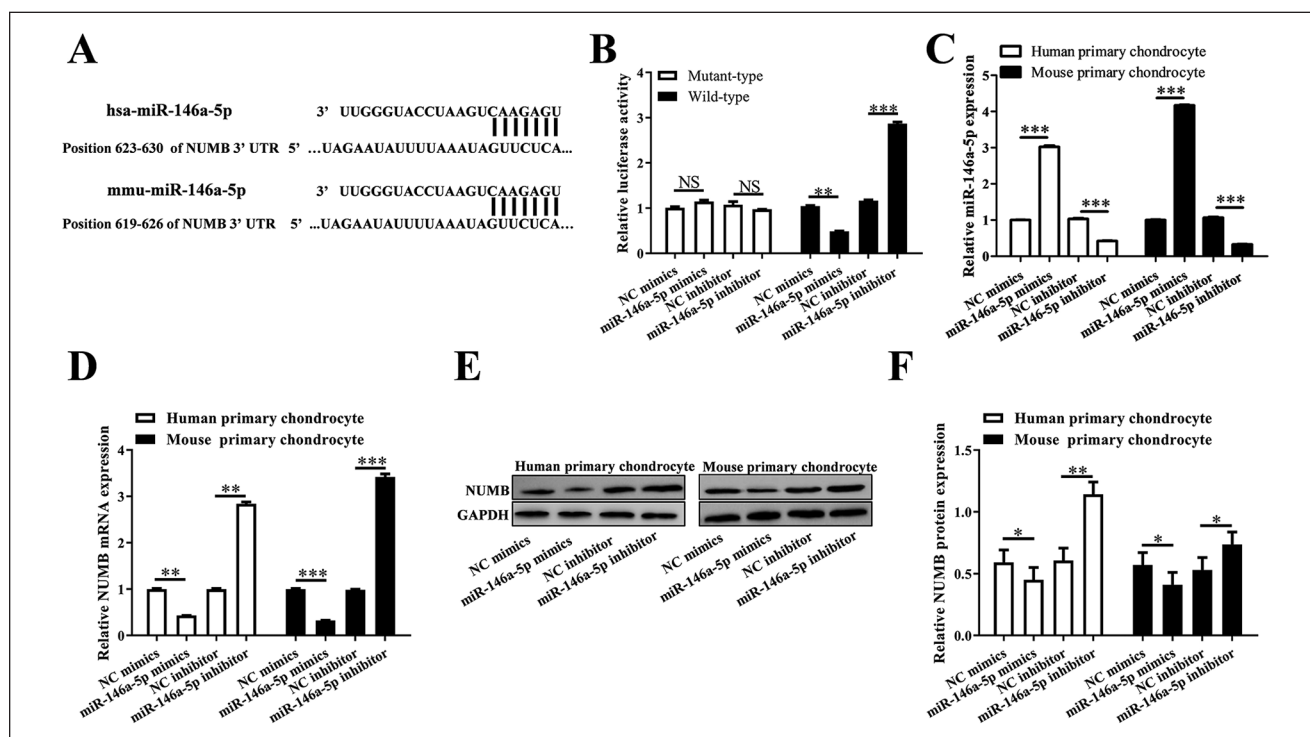 A
hsa-miR-146a-5p 3’ UUGGGUACCUAAGUCAAGAGU
Position 623-630 of NUMB 3’ UTR 5’ …UAGAAUAUUUUAAAUAGUUCUCA...
mmu-miR-146a-5p 3’ UUGGGUACCUAAGUCAAGAGU
Position 619-626 of NUMB 3’ UTR 5’ ...UAGAAUAUUUUAAAUAGUUCUCA…
B
Mutant-type
Wild-type
Relative luciferase activity
4
3
2
1
0
NS
NS
**
***
NC mimics
miR-146a-5p mimics
NC inhibitor
miR-146a-5p inhibitor
NC mimics
miR-146a-5p mimics
NC inhibitor
miR-146a-5p inhibitor
C
Human primary chondrocyte
Mouse primary chondrocyte
Relative miR-146a-5p expression
5
4
3
2
1
0
***
***
***
***
NC mimics
miR-146a-5p mimics
NC inhibitor
miR-146-5p inhibitor
NC mimics
miR-146a-5p mimics
NC inhibitor
miR-146-5p inhibitor
D
Human primary chondrocyte
Mouse primary chondrocyte
Relative NUMB mRNA expression
4
3
2
1
0
**
**
***
***
NC mimics
miR-146a-5p mimics
NC inhibitor
miR-146a-5p inhibitor
NC mimics
miR-146a-5p mimics
NC inhibitor
miR-146a-5p inhibitor
E
Human primary chondrocyte Mouse primary chondrocyte
NUMB
GAPDH
NC mimics
miR-146a-5p mimics
NC inhibitor
miR-146a-5p inhibitor
NC mimics
miR-146a-5p mimics
NC inhibitor
miR-146a-5p inhibitor
F
Human primary chondrocyte
Mouse primary chondrocyte
Relative NUMB protein expression
1.5
1.0
0.5
0.0
*
**
*
*
NC mimics
miR-146a-5p mimics
NC inhibitor
miR-146a-5p inhibitor
NC mimics
miR-146a-5p mimics
NC inhibitor
miR-146a-5p inhibitor